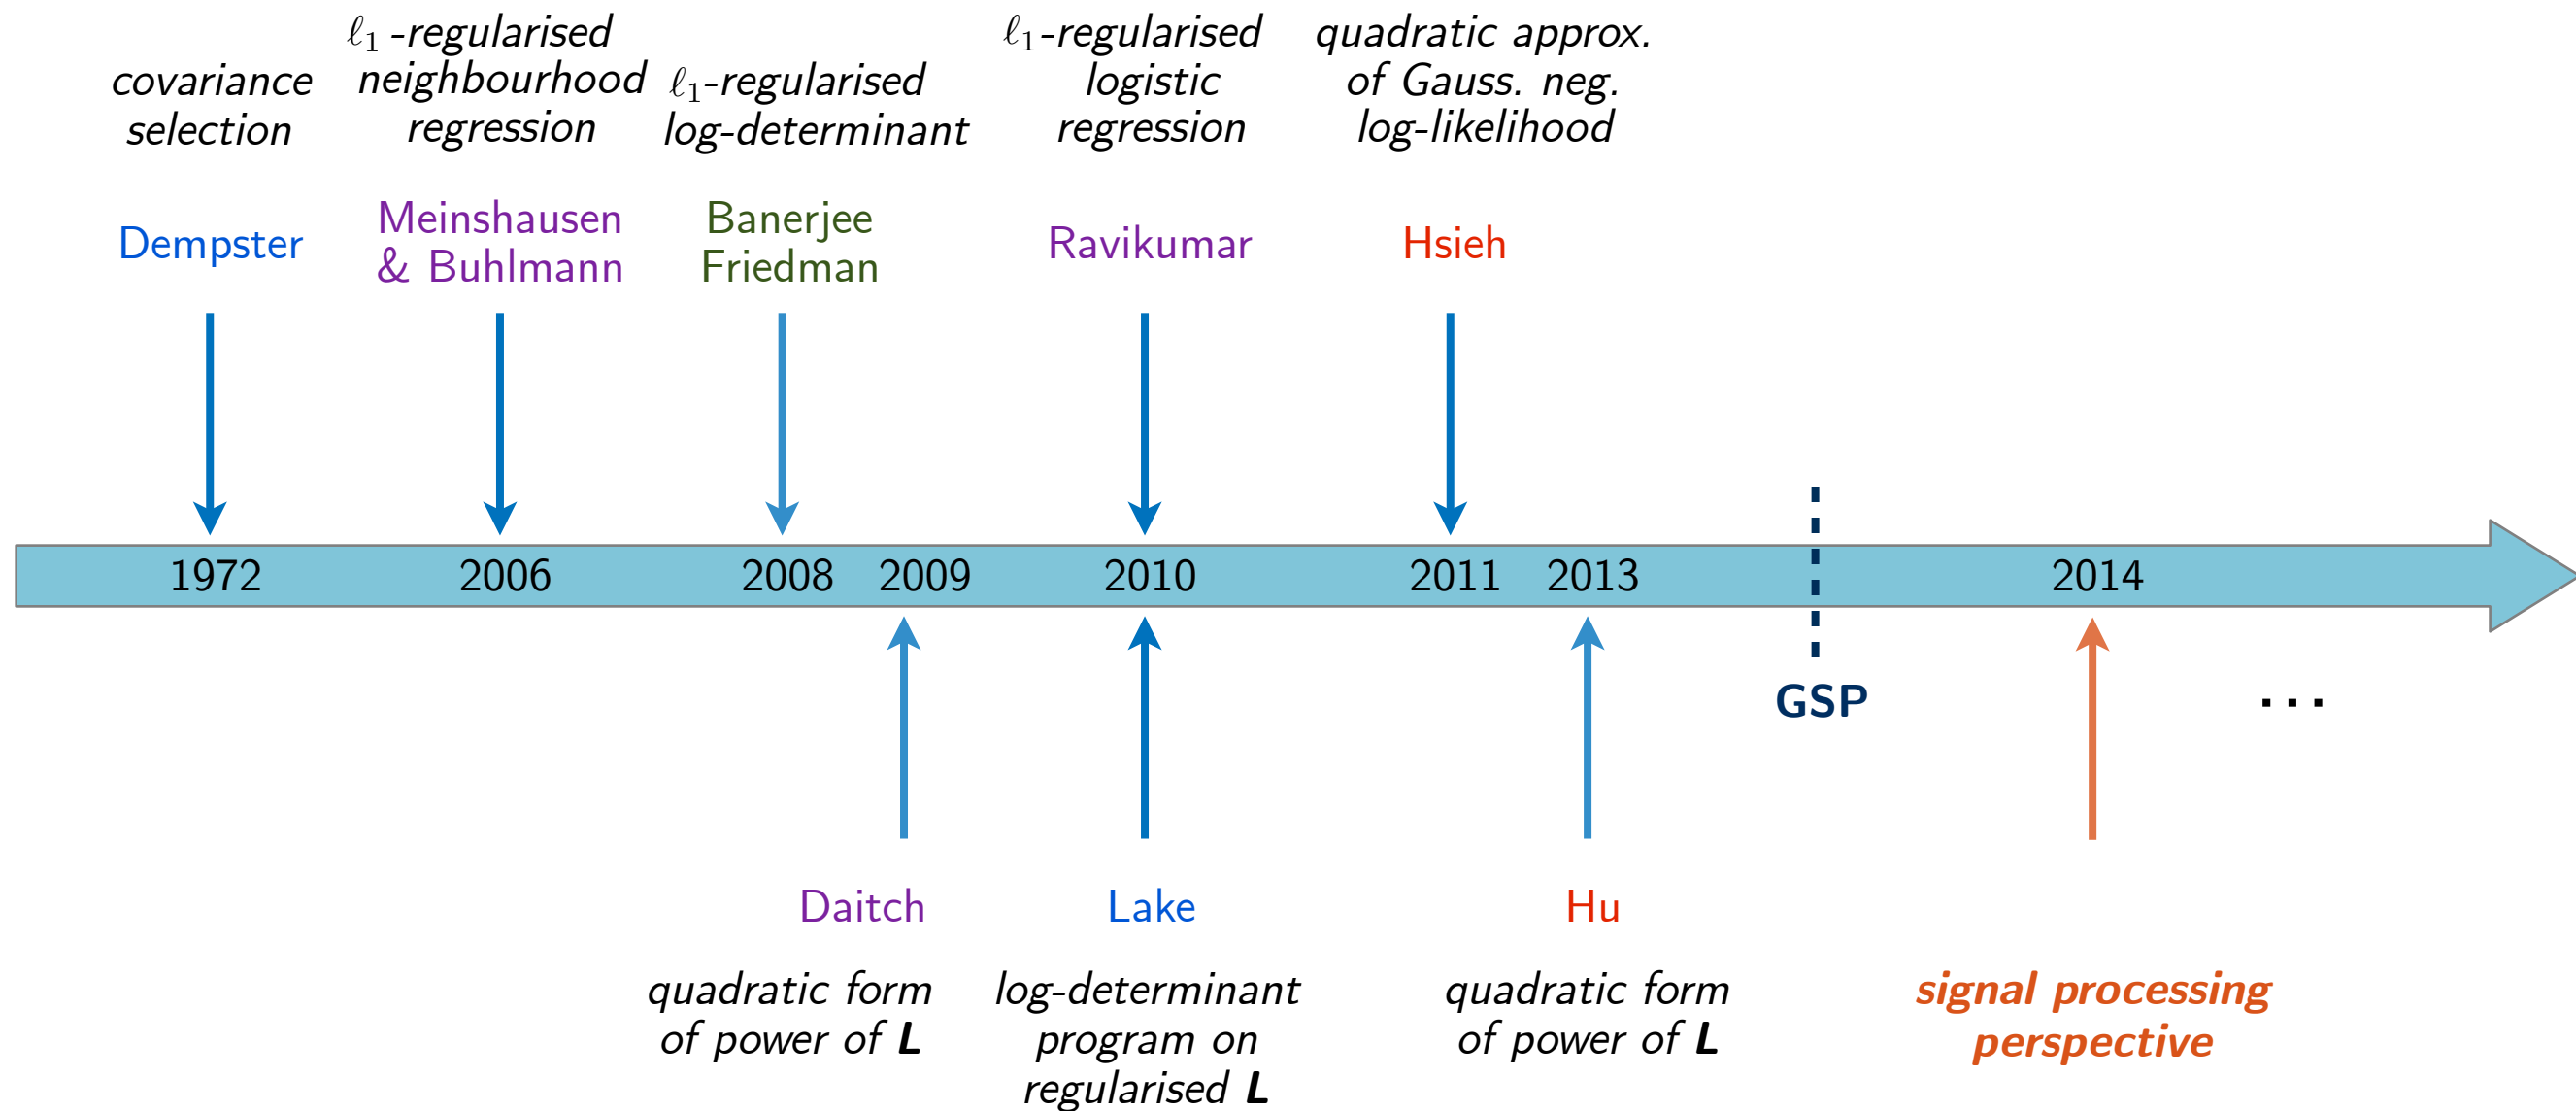 covariance
selection
ℓ1 -regularised
neighbourhood
regression
ℓ1-regularised
log-determinant
ℓ1-regularised
logistic
regression
quadratic approx.
of Gauss. neg.
log-likelihood
Dempster
Meinshausen
& Buhlmann
Banerjee
Friedman
Ravikumar
Hsieh
1972 2006 2008 2009 2010 2011 2013 2014
GSP
...
Daitch
Lake
Hu
quadratic form
of power of L
log-determinant
program on
regularised L
quadratic form
of power of L
signal processing
perspective